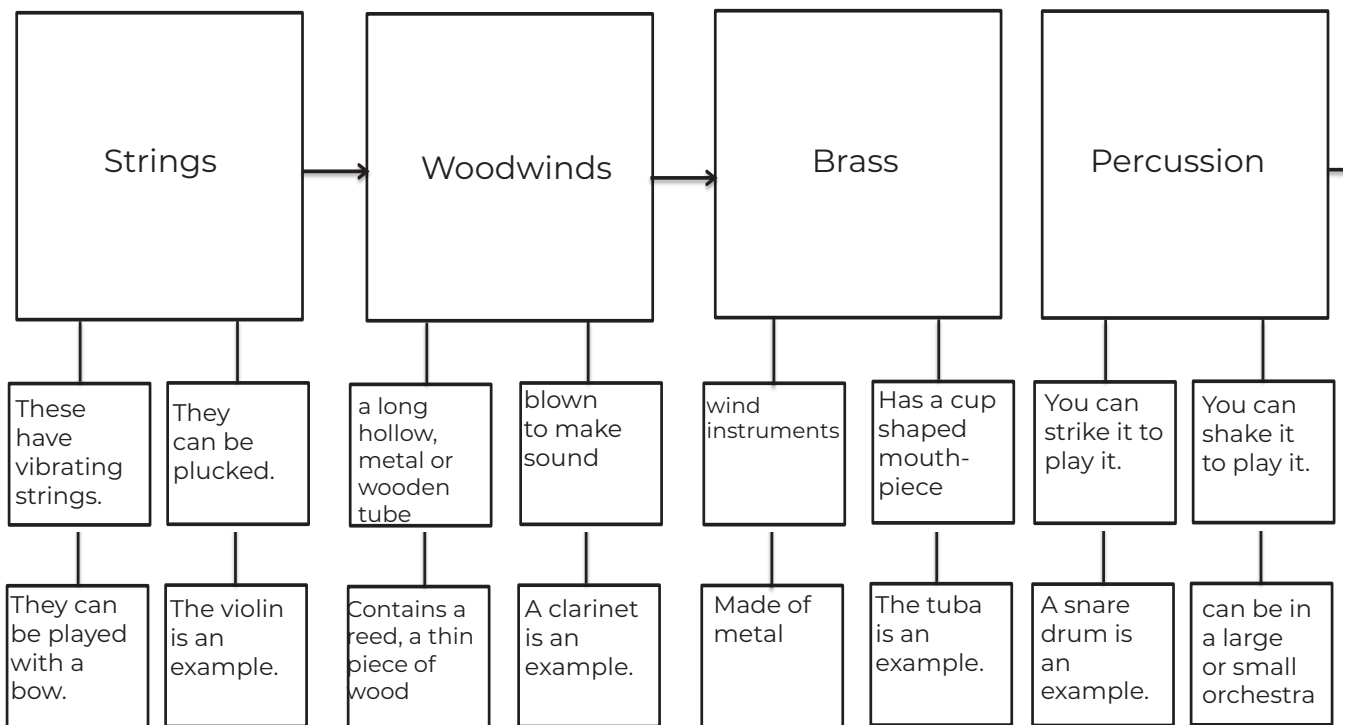 Strings
Woodwinds
Brass
Percussion
These
have
vibrating
strings.
They
can be
plucked.
a long
hollow,
metal or
wooden
tube
blown
to make
sound
wind
instruments
Has a cup
shaped
mouth-
piece
You can
strike it to
play it.
You can
shake it
to play it.
They can
be played
with a
bow.
The violin
is an
example.
Contains a
reed, a thin
piece of
wood
A clarinet
is an
example.
Made of
metal
The tuba
is an
example.
A snare
drum is
an
example.
can be in
a large
or small
orchestra